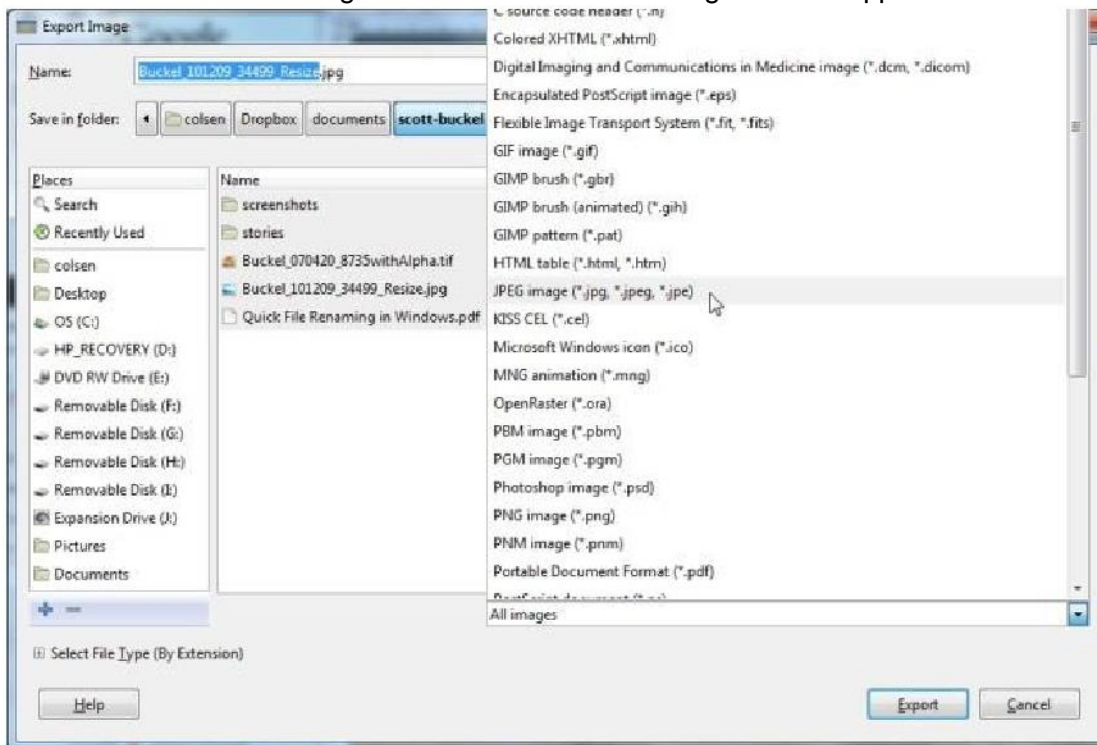 Export Image
Name:
Buckel_101209_34499_Resize.jpg
Save in folder:
colsen
Dropbox
documents
scott-buckel
Places
Search
Recently Used
colsen
Desktop
OS (C:)
HP_RECOVERY (D:)
DVD RW Drive (E:)
Removable Disk (F:)
Removable Disk (G:)
Removable Disk (H:)
Removable Disk (I:)
Expansion Drive (J:)
Pictures
Documents
Name
screenshots
stories
Buckel_070420_8735withAlpha.tif
Buckel_101209_34499_Resize.jpg
Quick File Renaming in Windows.pdf
C source code header (*.h)
Colored XHTML (*.xhtml)
Digital Imaging and Communications in Medicine image (*.dcm, *.dicom)
Encapsulated PostScript image (*.eps)
Flexible Image Transport System (*.fit, *.fits)
GIF image (*.gif)
GIMP brush (*.gbr)
GIMP brush (animated) (*.gih)
GIMP pattern (*.pat)
HTML table (*.html, *.htm)
JPEG image (*.jpg, *.jpeg, *.jpe)
KISS CEL (*.cel)
Microsoft Windows icon (*.ico)
MNG animation (*.mng)
OpenRaster (*.ora)
PBM image (*.pbm)
PGM image (*.pgm)
Photoshop image (*.psd)
PNG image (*.png)
PNM image (*.pnm)
Portable Document Format (*.pdf)
All images
Select File Type (By Extension)
Help
Export
Cancel